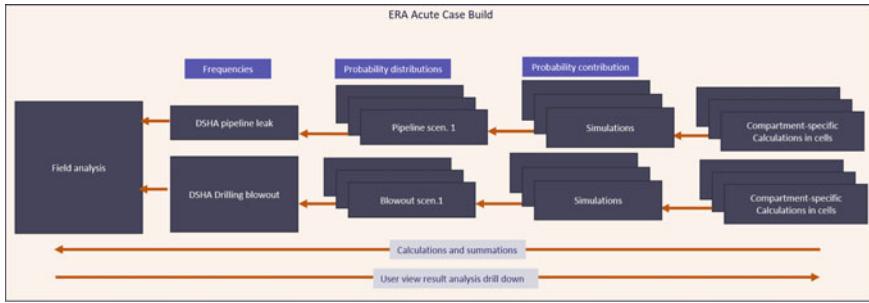 ERA Acute Case Build
Frequencies
Probability distributions
Probability contribution
Field analysis
DSHA pipeline leak
Pipeline scen. 1
Simulations
Compartment-specific
Calculations in cells
DSHA Drilling blowout
Blowout scen.1
Simulations
Compartment-specific
Calculations in cells
Calculations and summations
User view result analysis drill down